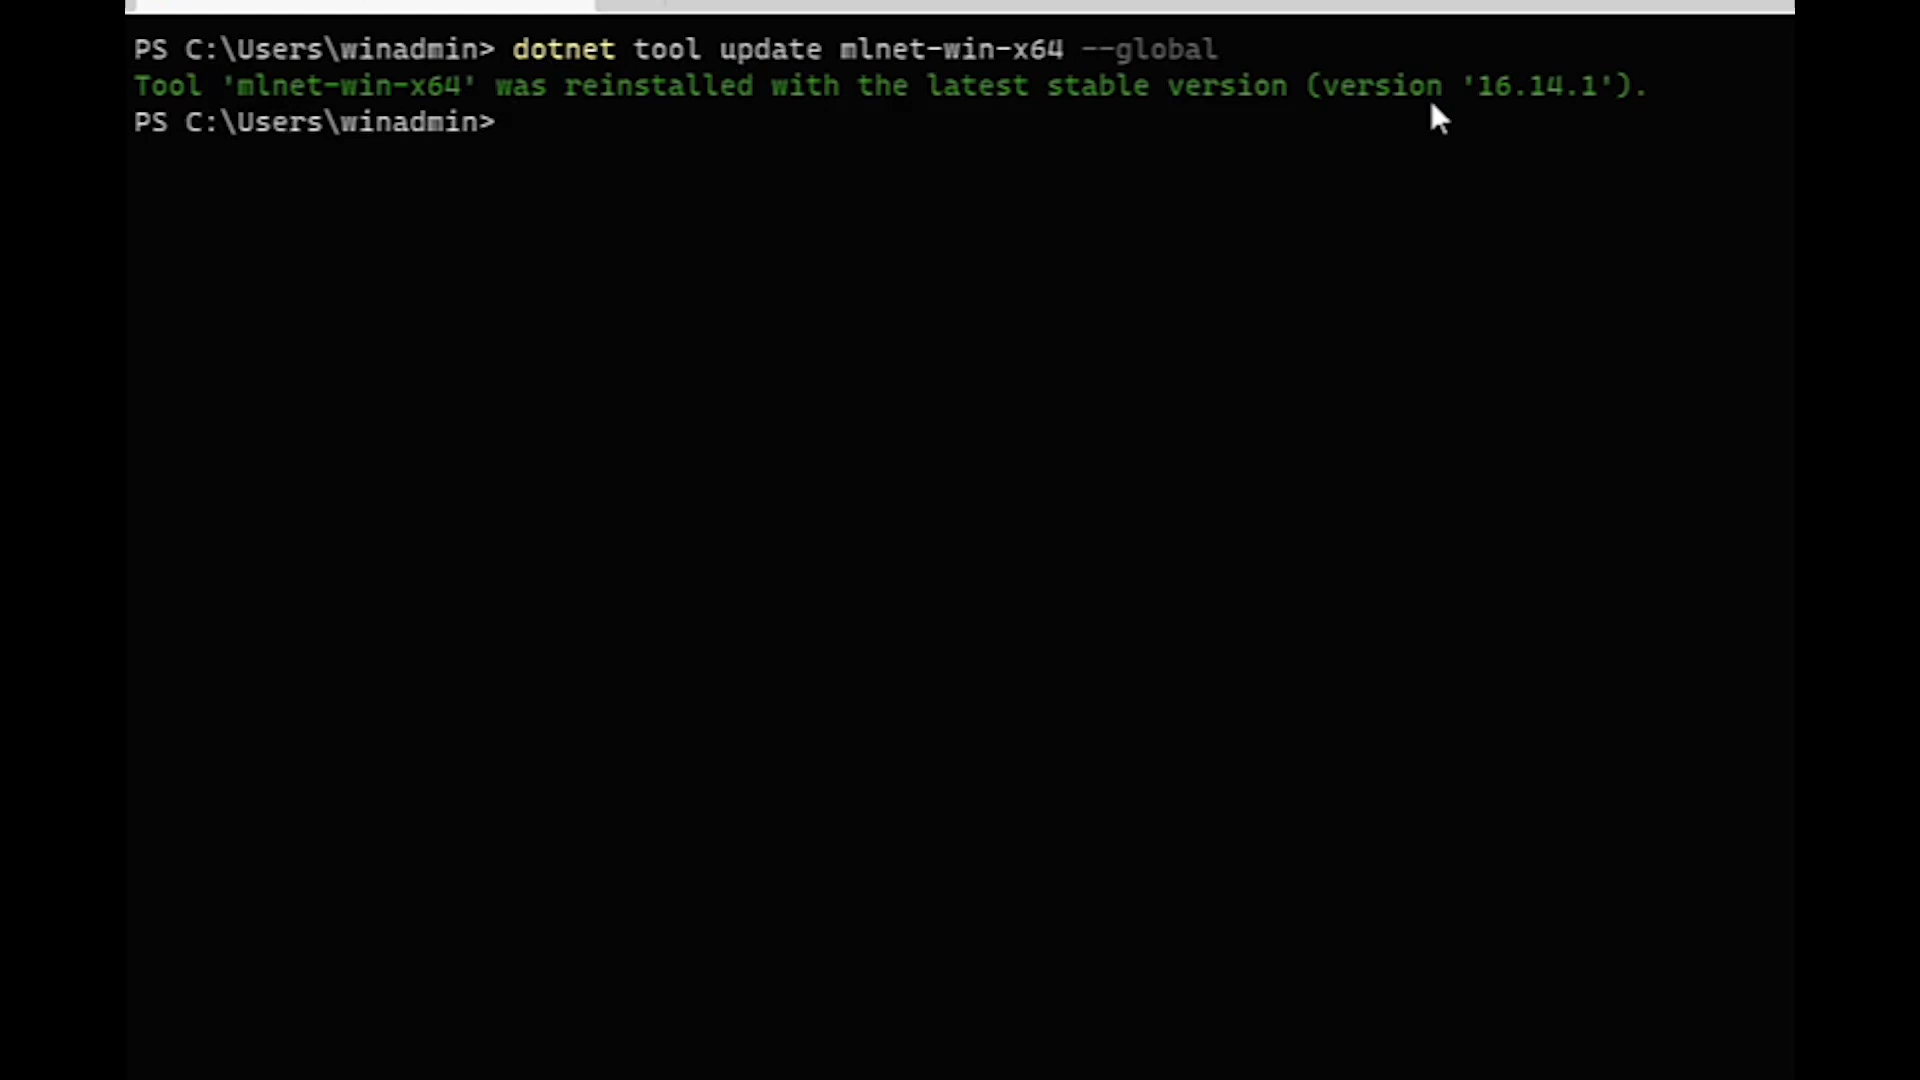 PS C:\Users\winadmin> dotnet tool update mlnet-win-x64 --global
Tool 'mlnet-win-x64' was reinstalled with the latest stable version (version '16.14.1').
PS C:\Users\winadmin>